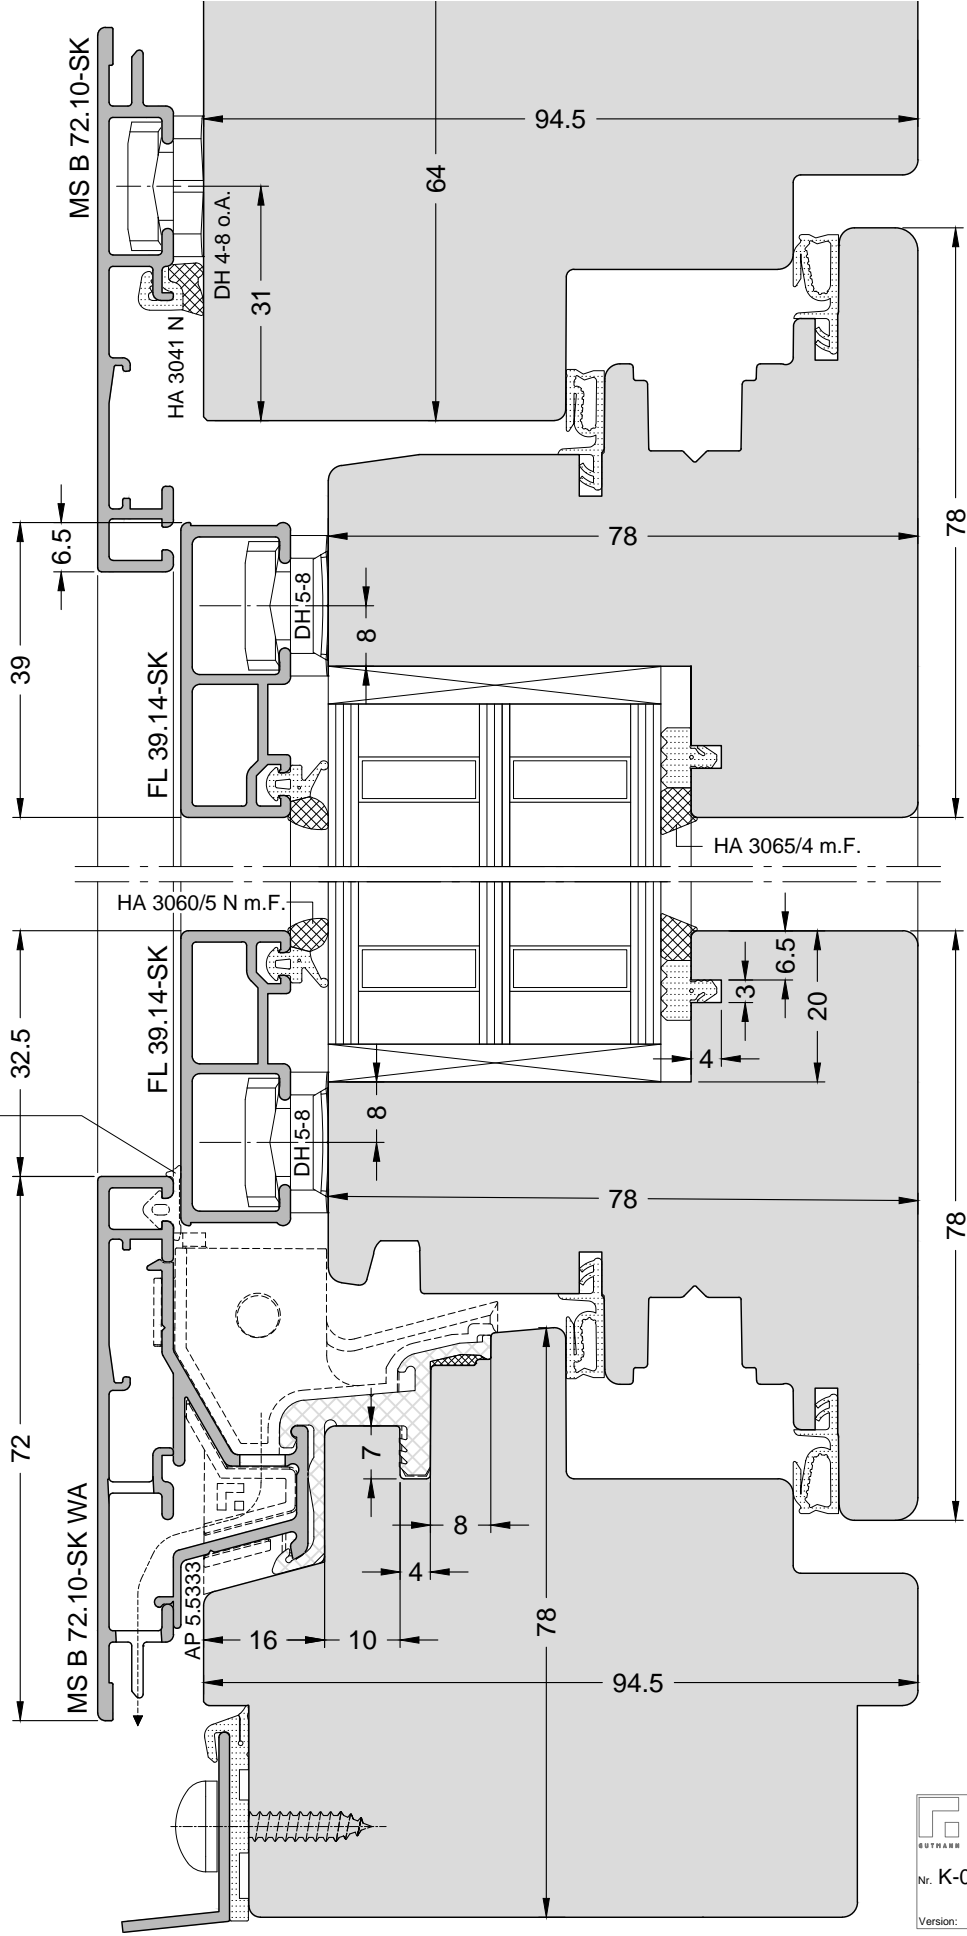 MS B 72.10-SK
94.5
64
DH 4-8 o.A.
31
HA 3041 N
78
6.5
78
DH 5-8
8
39
FL 39.14-SK
HA 3065/4 m.F.
HA 3060/5 N m.F.
6.5
3
20
4
32.5
FL 39.14-SK
8
DH 5-8
78
78
72
7
8
4
MS B 72.10-SK WA
AP 5.5333
16
10
78
94.5
GUTMANN
Nr. K-0
Version: